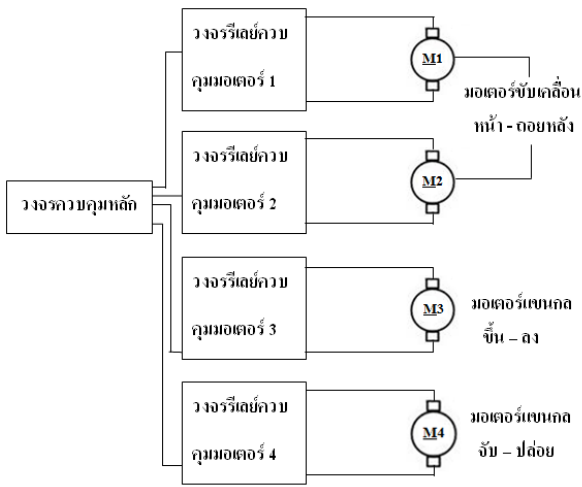 วงจรรีเลย์ควบ
คุมมอเตอร์ 1
M1
มอเตอร์ขับเคลื่อน
หน้า - ถอยหลัง
วงจรรีเลย์ควบ
คุมมอเตอร์ 2
M2
วงจรควบคุมหลัก
วงจรรีเลย์ควบ
คุมมอเตอร์ 3
M3
มอเตอร์แขนกล
ขึ้น – ลง
วงจรรีเลย์ควบ
คุมมอเตอร์ 4
M4
มอเตอร์แขนกล
จับ – ปล่อย